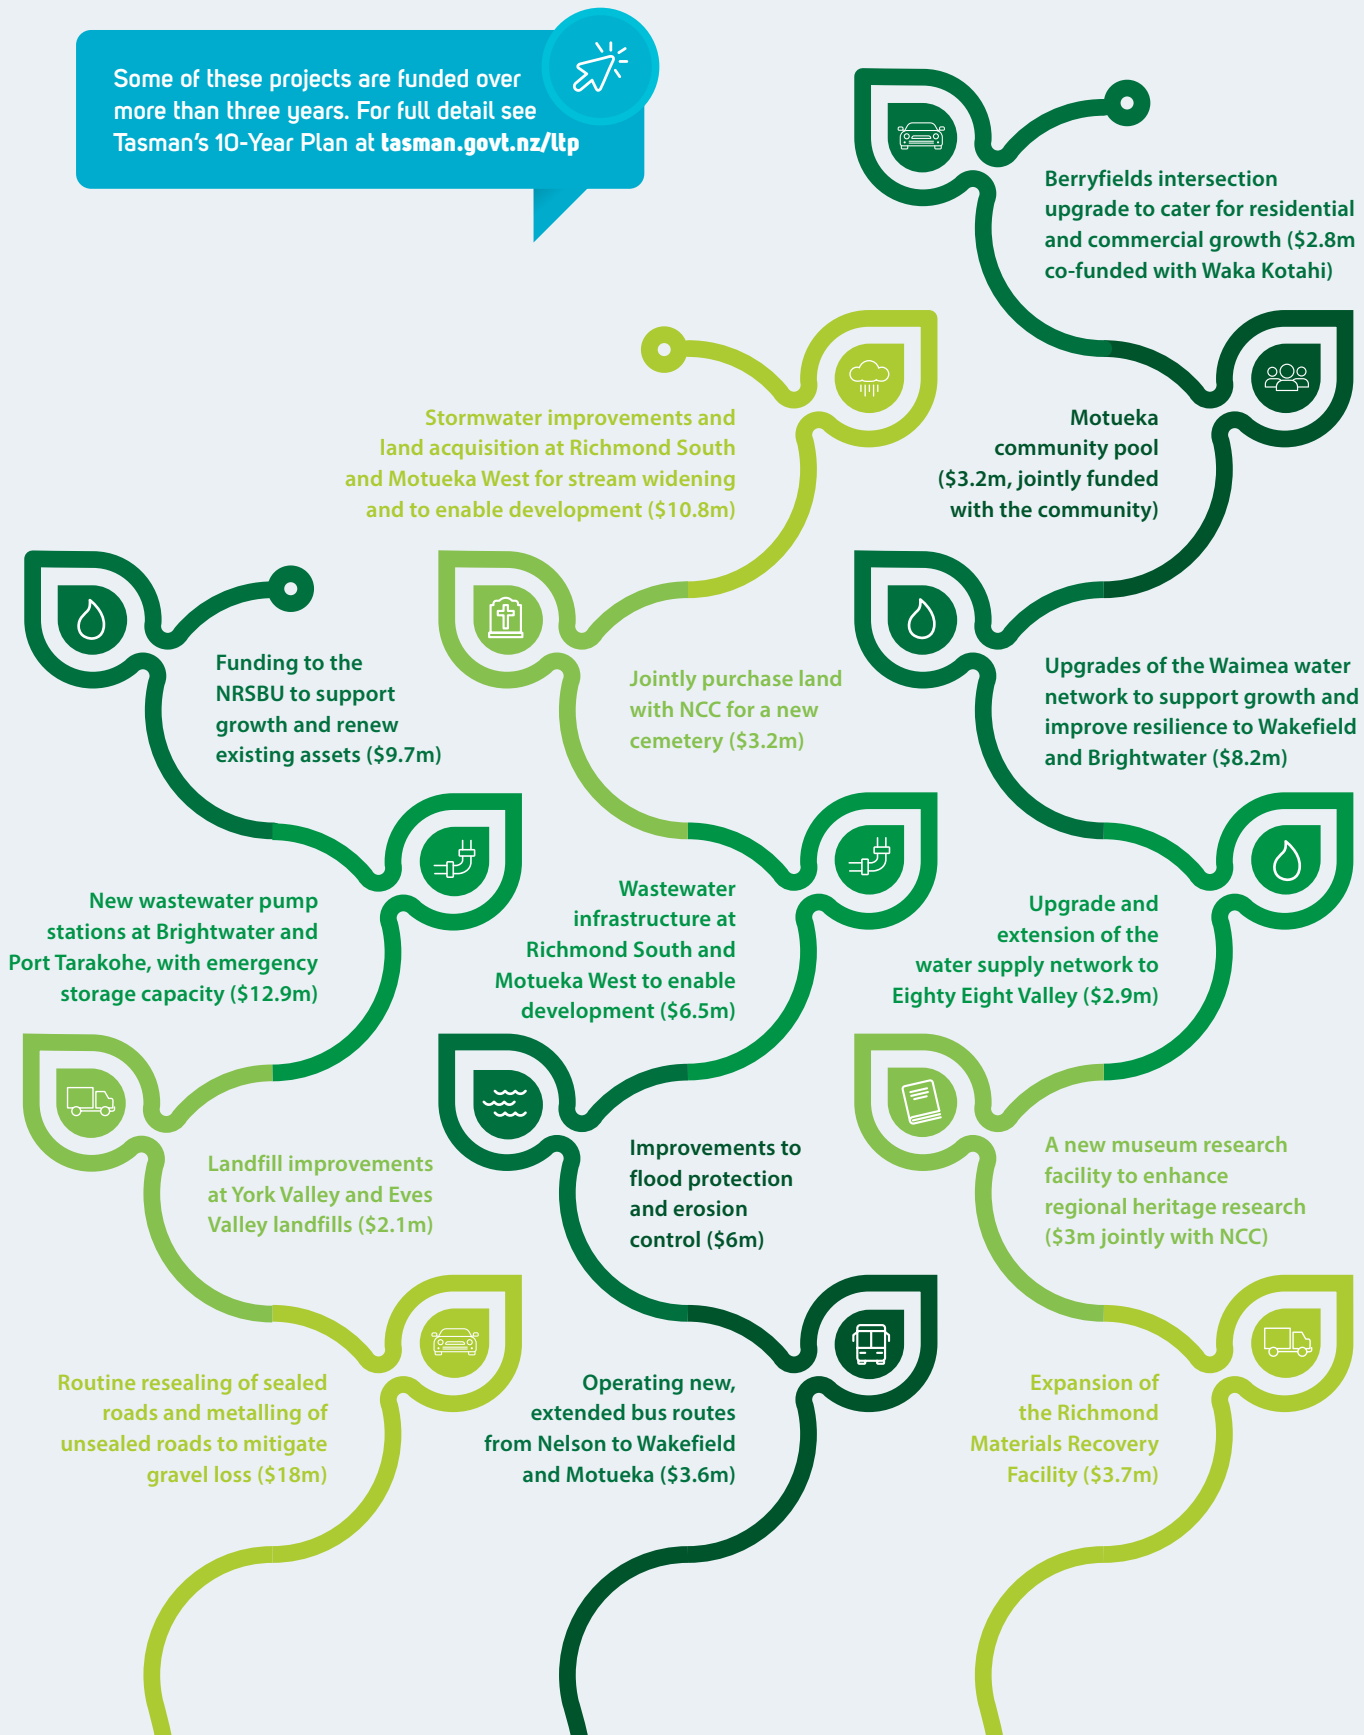 Some of these projects are funded over
more than three years. For full detail see
Tasman's 10-Year Plan at tasman.govt.nz/ltp
Berryfields intersection
upgrade to cater for residential
and commercial growth ($2.8m
co-funded with Waka Kotahi)
Stormwater improvements and
land acquisition at Richmond South
and Motueka West for stream widening
and to enable development ($10.8m)
Motueka
community pool
($3.2m, jointly funded
with the community)
Funding to the
NRSBU to support
growth and renew
existing assets ($9.7m)
Jointly purchase land
with NCC for a new
cemetery ($3.2m)
Upgrades of the Waimea water
network to support growth and
improve resilience to Wakefield
and Brightwater ($8.2m)
New wastewater pump
stations at Brightwater and
Port Tarakohe, with emergency
storage capacity ($12.9m)
Wastewater
infrastructure at
Richmond South and
Motueka West to enable
development ($6.5m)
Upgrade and
extension of the
water supply network to
Eighty Eight Valley ($2.9m)
Landfill improvements
at York Valley and Eves
Valley landfills ($2.1m)
Improvements to
flood protection
and erosion
control ($6m)
A new museum research
facility to enhance
regional heritage research
($3m jointly with NCC)
Routine resealing of sealed
roads and metalling of
unsealed roads to mitigate
gravel loss ($18m)
Operating new,
extended bus routes
from Nelson to Wakefield
and Motueka ($3.6m)
Expansion of
the Richmond
Materials Recovery
Facility ($3.7m)